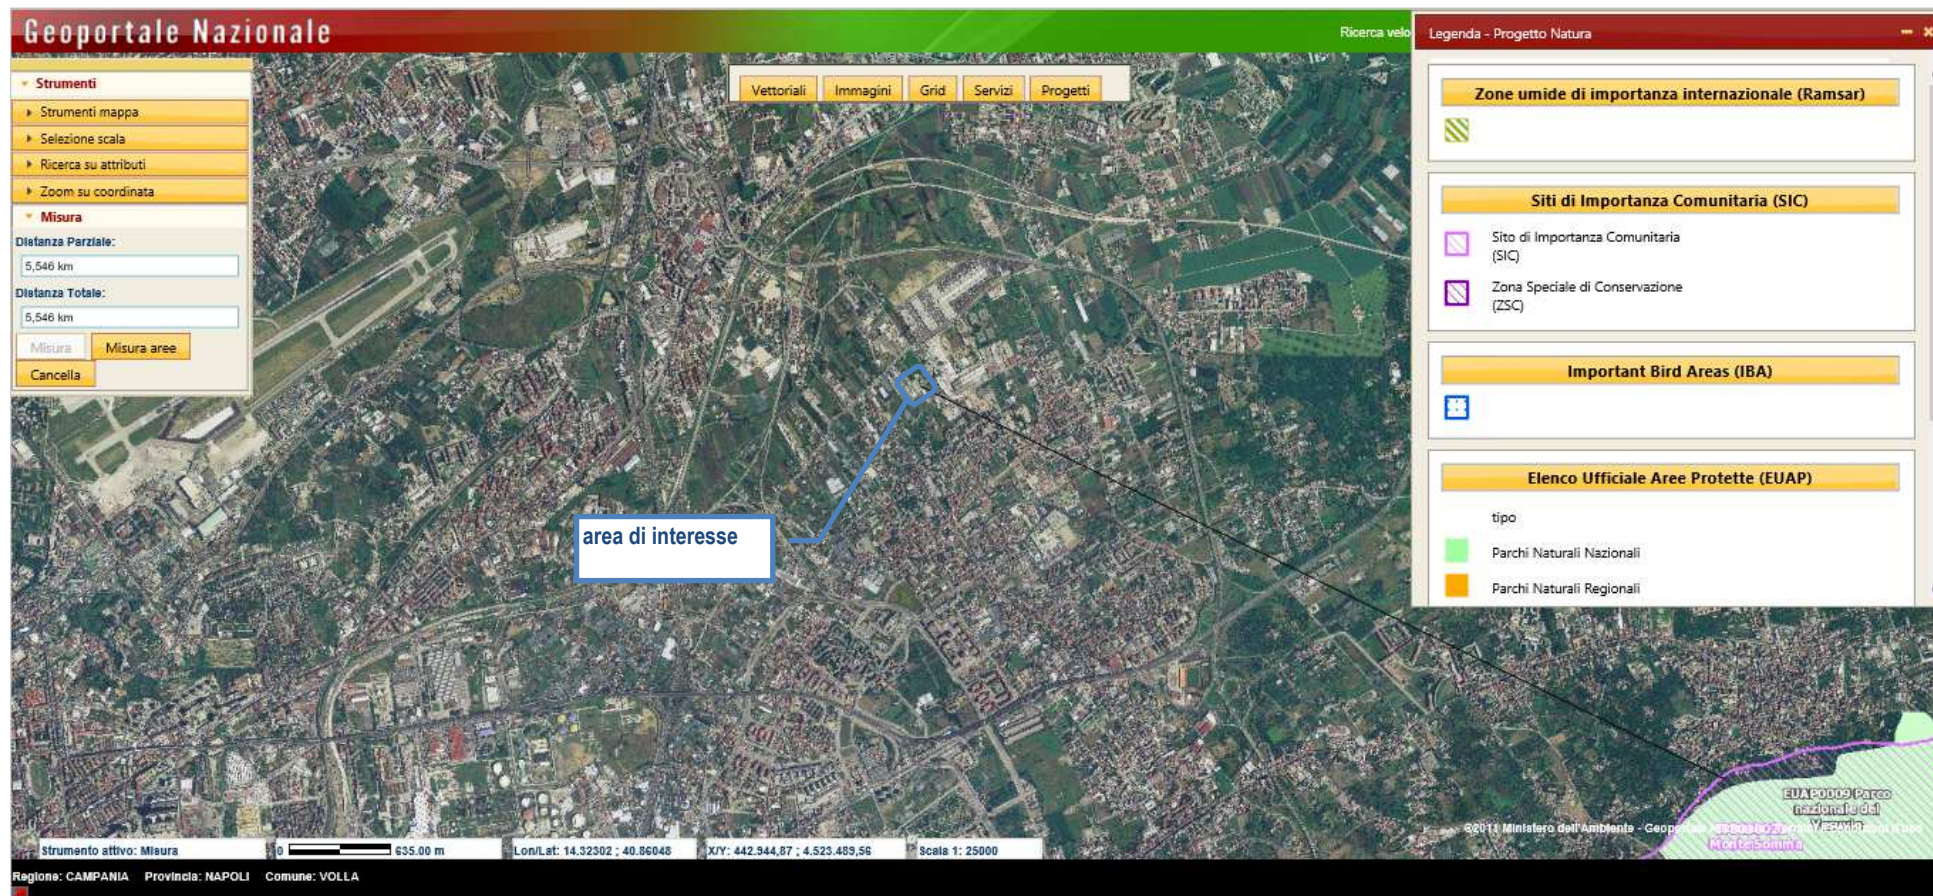 Geoportale Nazionale
Ricerca velo
Legenda - Progetto Natura
Strumenti
Strumenti mappa
Selezione scala
Ricerca su attributi
Zoom su coordinata
Misura
Distanza Parziale:
5,546 km
Distanza Totale:
5,546 km
Misura
Misura aree
Cancella
Vettoriali
Immagini
Grid
Servizi
Progetti
Zone umide di importanza internazionale (Ramsar)
Siti di Importanza Comunitaria (SIC)
Sito di Importanza Comunitaria
(SIC)
Zona Speciale di Conservazione
(ZSC)
Important Bird Areas (IBA)
Elenco Ufficiale Aree Protette (EUAP)
tipo
Parchi Naturali Nazionali
Parchi Naturali Regionali
area di interesse
EUAP0009 Parco
nazionale del
Vesuvio
©2011 Ministero dell'Ambiente - Geop
Monte Somma
Strumento attivo: Misura
0
635.00 m
Lon/Lat: 14.32302 ; 40.86048
X/Y: 442.944,87 ; 4.523.489,56
Scala 1: 25000
Regione: CAMPANIA Provincia: NAPOLI Comune: VOLLA